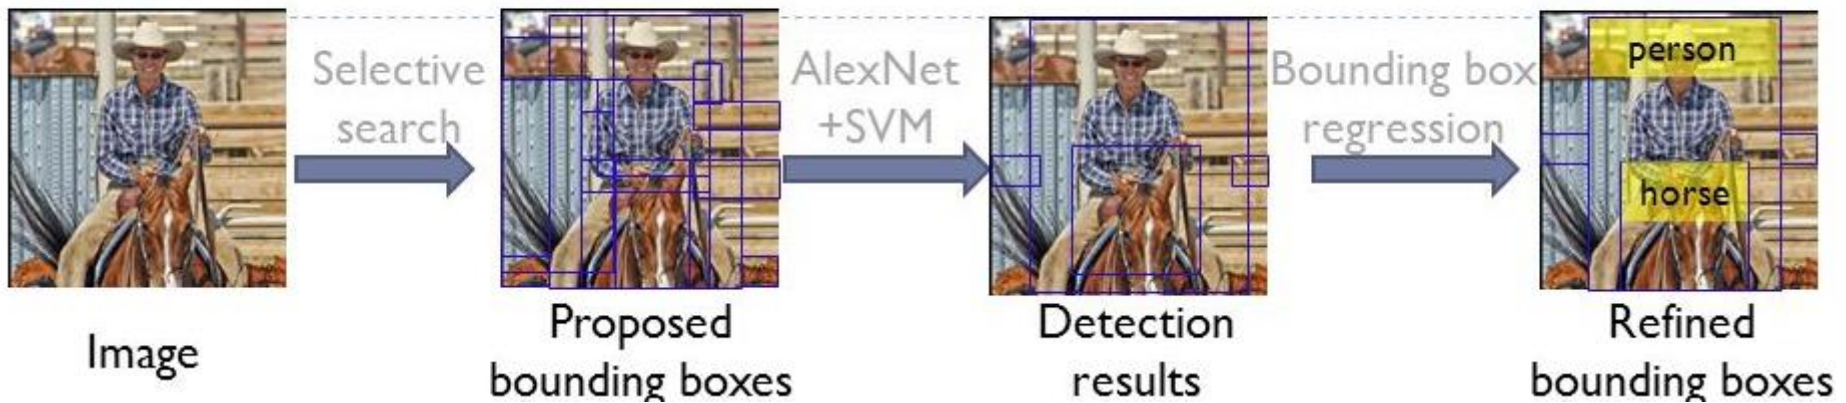 Selective
search
AlexNet
+SVM
Bounding box
regression
person
horse
Image
Proposed
bounding boxes
Detection
results
Refined
bounding boxes